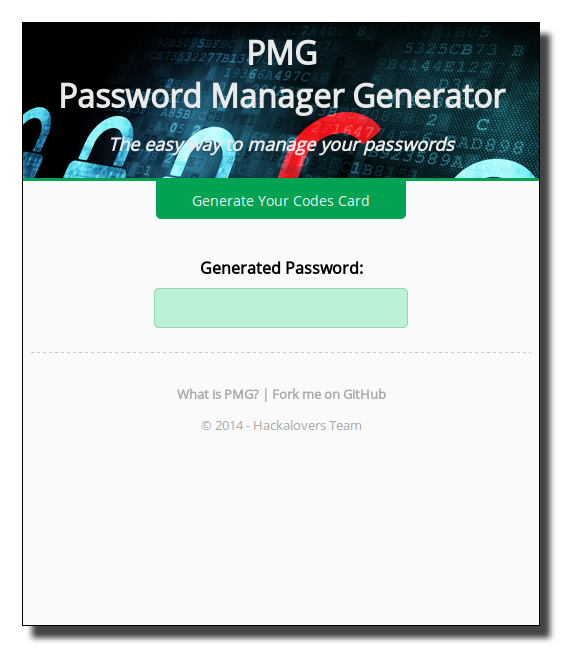 PMG
Password Manager Generator
The easy way to manage your passwords
Generate Your Codes Card
Generated Password:
What is PMG? | Fork me on GitHub
© 2014 - Hackalovers Team